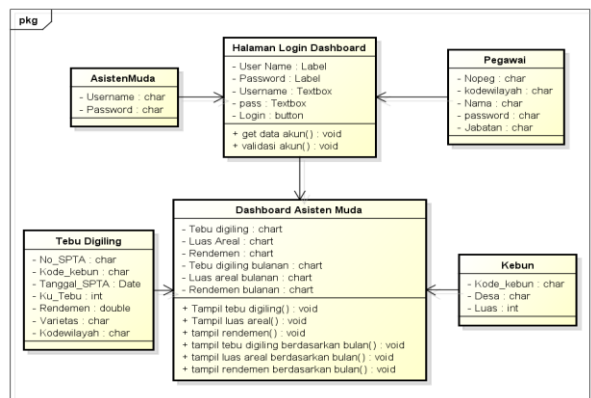 pkg
Halaman Login Dashboard
- User Name : Label
- Password : Label
- Username : Textbox
- pass : Textbox
- Login : button
+ get data akun() : void
+ validasi akun() : void
AsistenMuda
- Username : char
- Password : char
Pegawai
- Nopeg : char
- kodewilayah : char
- Nama : char
- password : char
- Jabatan : char
Dashboard Asisten Muda
- Tebu digiling : chart
- Luas Areal : chart
- Rendemen : chart
- Tebu digiling bulanan : chart
- Luas areal bulanan : chart
- Rendemen bulanan : chart
+ Tampil tebu digiling() : void
+ Tampil luas areal() : void
+ tampil rendemen() : void
+ tampil tebu digiling berdasarkan bulan() : void
+ tampil luas areal berdasarkan bulan() : void
+ tampil rendemen berdasarkan bulan() : void
Tebu Digiling
- No_SPTA : char
- Kode_kebun : char
- Tanggal_SPTA : Date
- Ku_Tebu : int
- Rendemen : double
- Varietas : char
- Kodewilayah : char
Kebun
- Kode_kebun : char
- Desa : char
- Luas : int